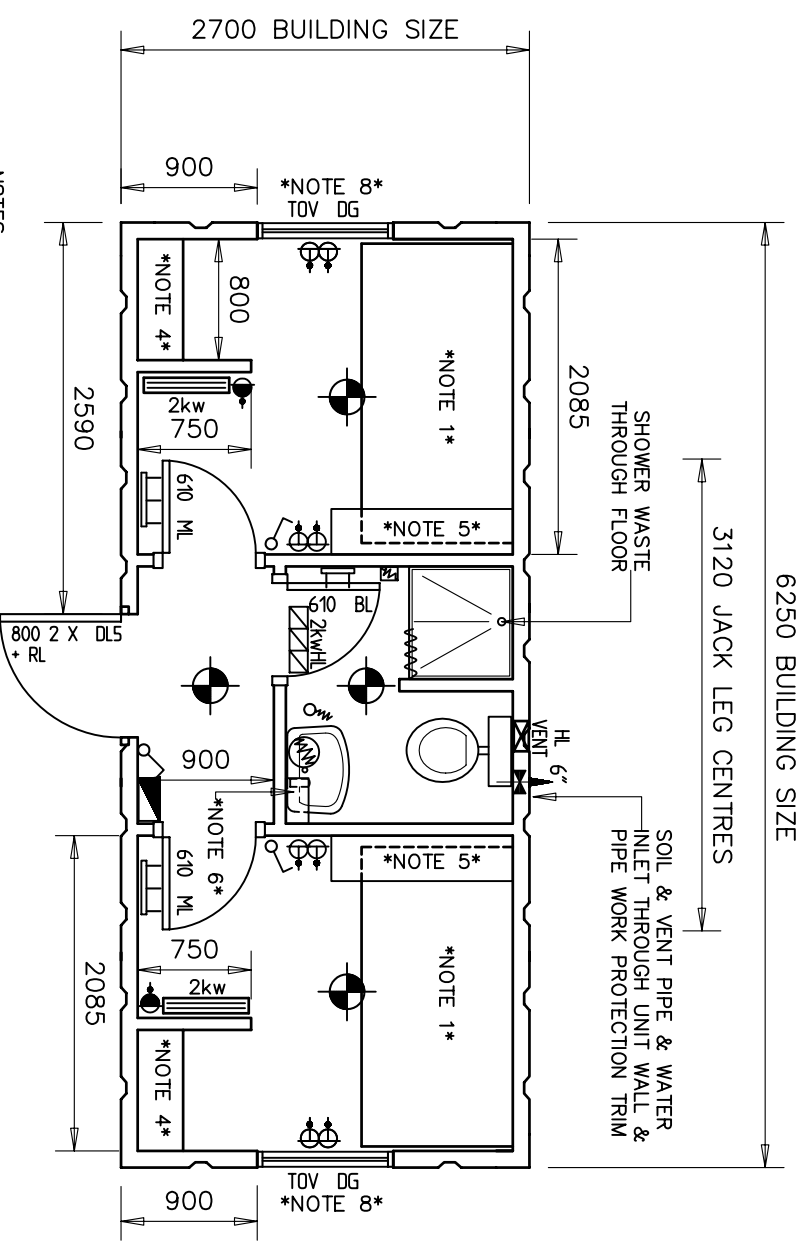 2700 BUILDING SIZE
900
*NOTE 8*
TOV DG
6250 BUILDING SIZE
3120 JACK LEG CENTRES
2085
SHOWER WASTE
THROUGH FLOOR
SOIL & VENT PIPE & WATER
INLET THROUGH UNIT WALL &
PIPE WORK PROTECTION TRIM
*NOTE 4*
800
*NOTE 1*
2kw
750
610 ML
*NOTE 5*
2590
610 BL
2kwHL
HL 6"
VENT
800 2 X DL5
+ RL
900
*NOTE 6*
*NOTE 5*
610 ML
750
2kw
*NOTE 1*
*NOTE 4*
2085
TOV DG
*NOTE 8*
900
NOTES